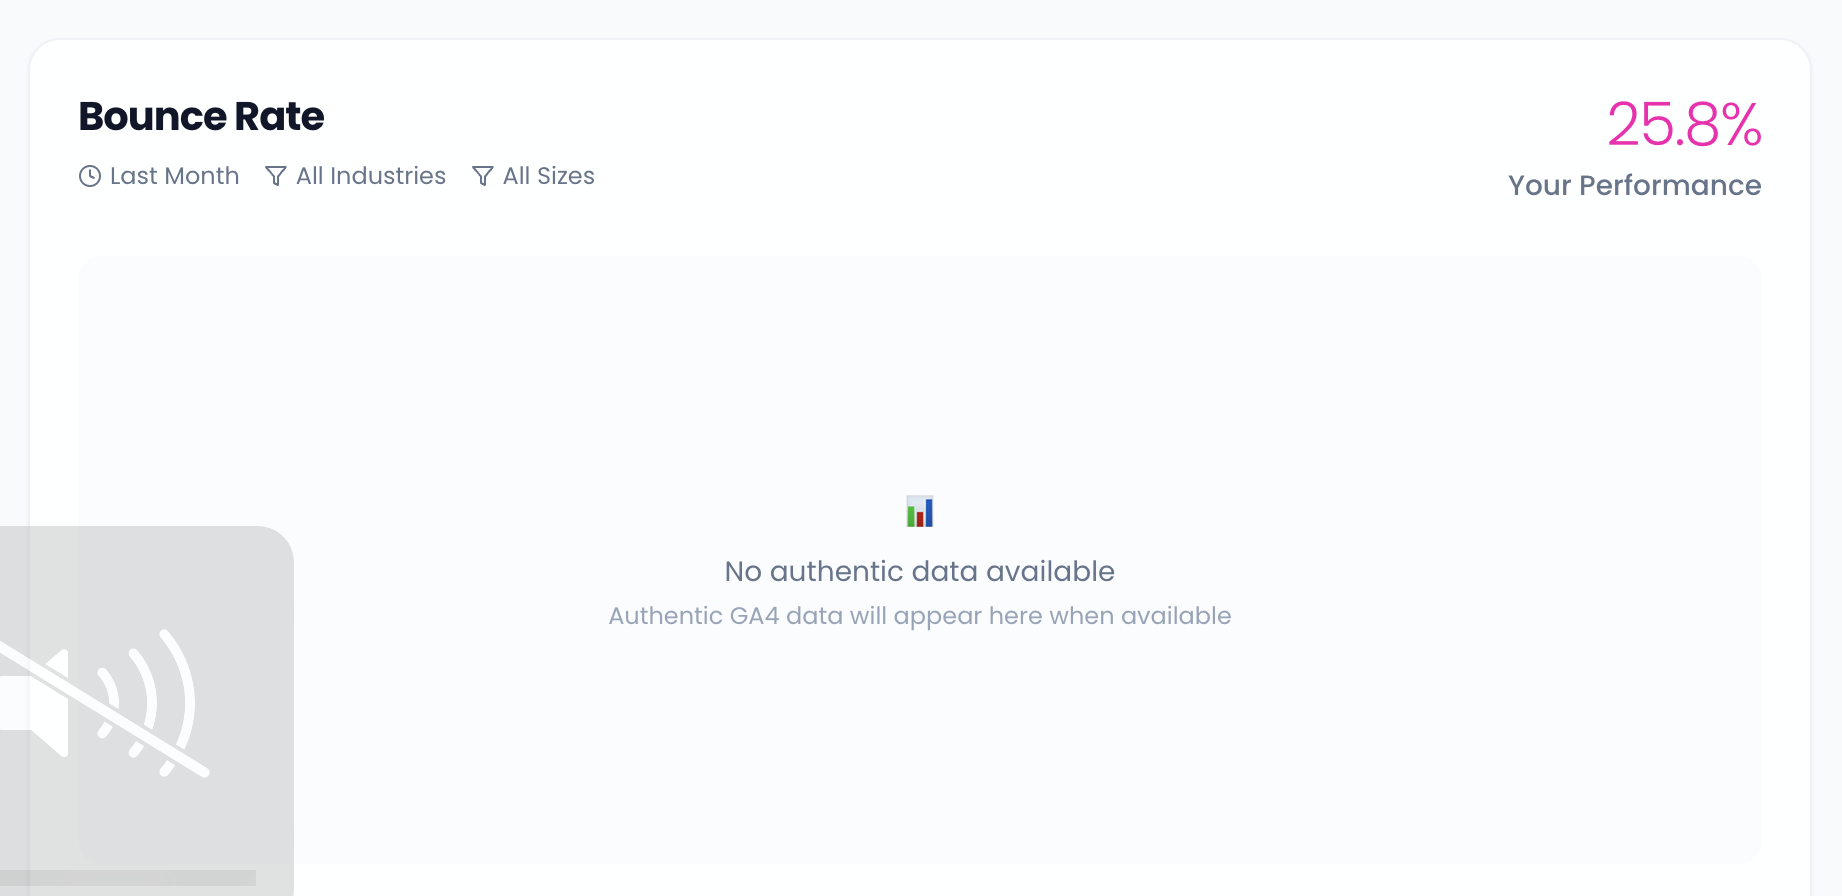 Bounce Rate
Last Month All Industries All Sizes
25.8%
Your Performance
No authentic data available
Authentic GA4 data will appear here when available